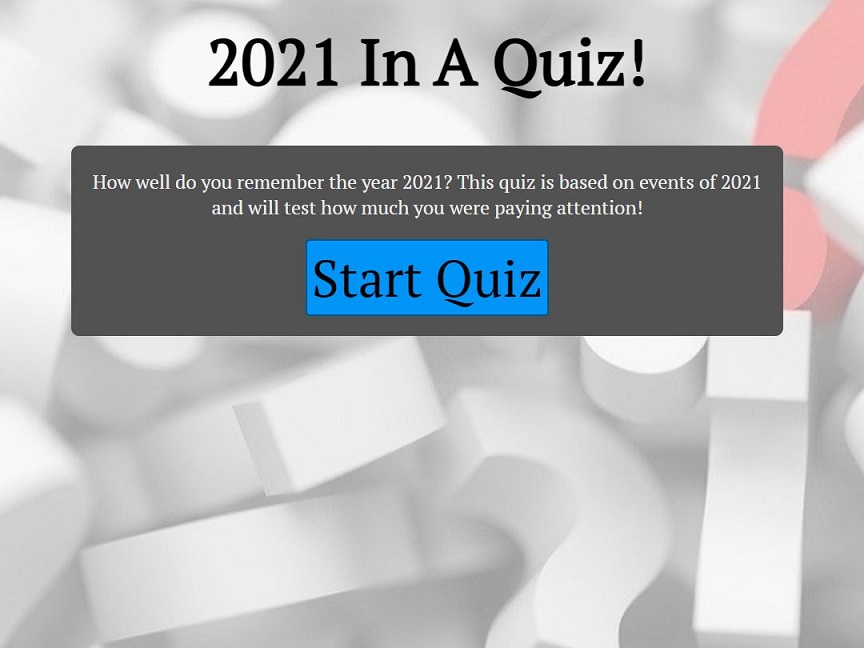 2021 In A Quiz!
How well do you remember the year 2021? This quiz is based on events of 2021
and will test how much you were paying attention!
Start Quiz